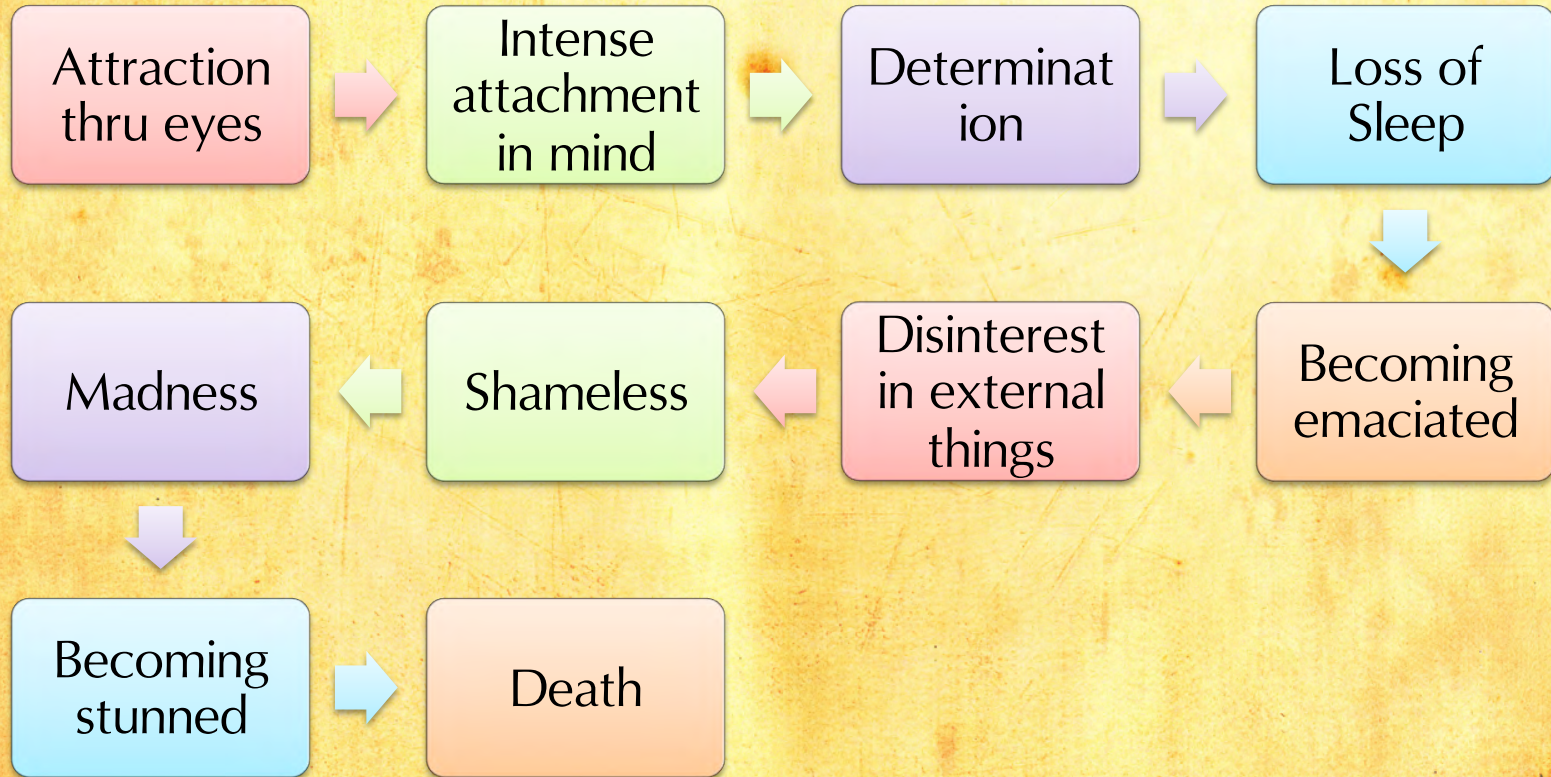 Attraction
thru eyes
Intense
attachment
in mind
Determinat
ion
Loss of
Sleep
Becoming
emaciated
Disinterest
in external
things
Shameless
Madness
Becoming
stunned
Death